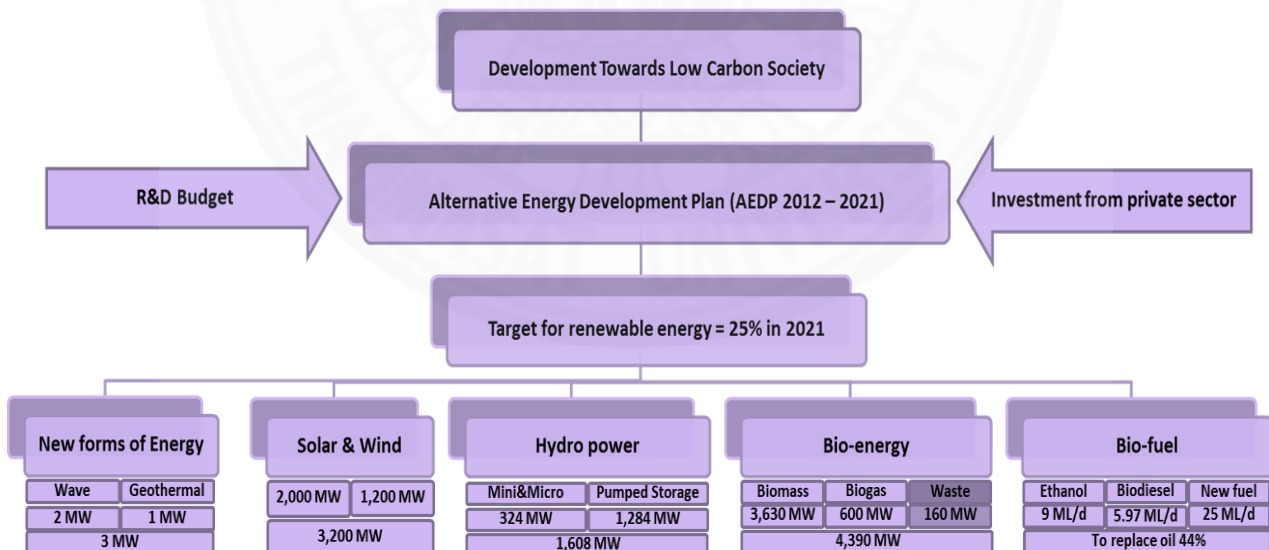 Development Towards Low Carbon Society
R&D Budget
Alternative Energy Development Plan (AEDP 2012 – 2021)
Investment from private sector
Target for renewable energy = 25% in 2021
New forms of Energy
Wave Geothermal
2 MW 1 MW
3 MW
Solar & Wind
2,000 MW 1,200 MW
3,200 MW
Hydro power
Mini&Micro Pumped Storage
324 MW 1,284 MW
1,608 MW
Bio-energy
Biomass Biogas Waste
3,630 MW 600 MW 160 MW
4,390 MW
Bio-fuel
Ethanol Biodiesel New fuel
9 ML/d 5.97 ML/d 25 ML/d
To replace oil 44%